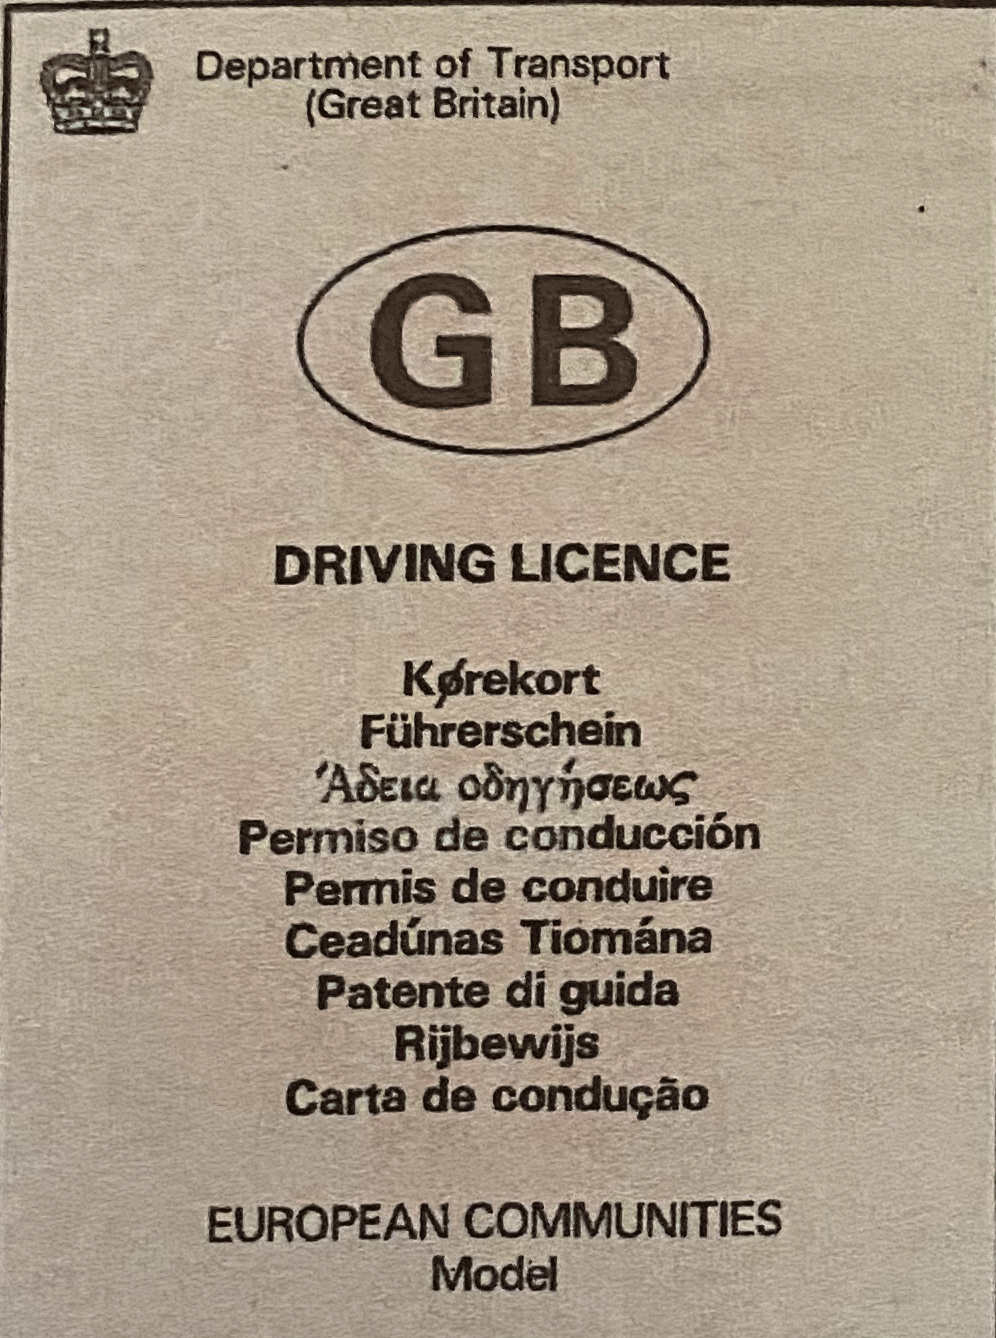 Department of Transport
(Great Britain)
GB
DRIVING LICENCE
Kørekort
Führerschein
Ἄδεια οδηγήσεως
Permiso de conducción
Permis de conduire
Ceadúnas Tiomána
Patente di guida
Rijbewijs
Carta de condução
EUROPEAN COMMUNITIES
Model